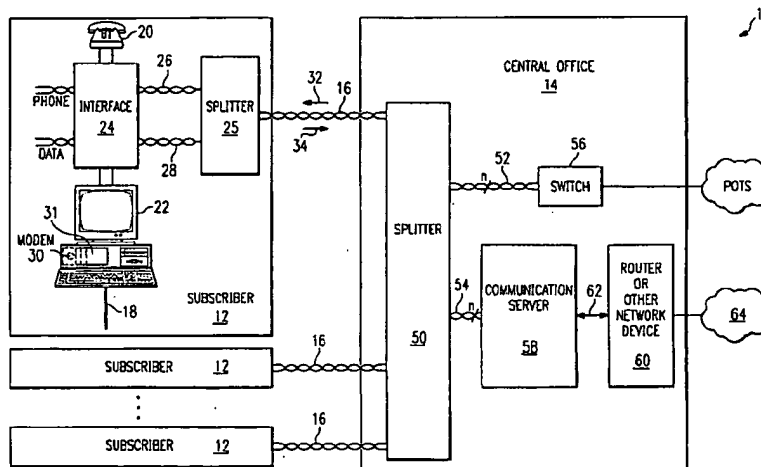 1
20
26
32
16
CENTRAL OFFICE
14
PHONE
INTERFACE
24
SPLITTER
25
DATA
34
28
n
52
56
SWITCH
POTS
22
31
MODEM
30
SPLITTER
50
54
n
COMMUNICATION
SERVER
58
62
ROUTER
OR
OTHER
NETWORK
DEVICE
60
64
18
SUBSCRIBER
12
16
SUBSCRIBER 12
16
SUBSCRIBER 12